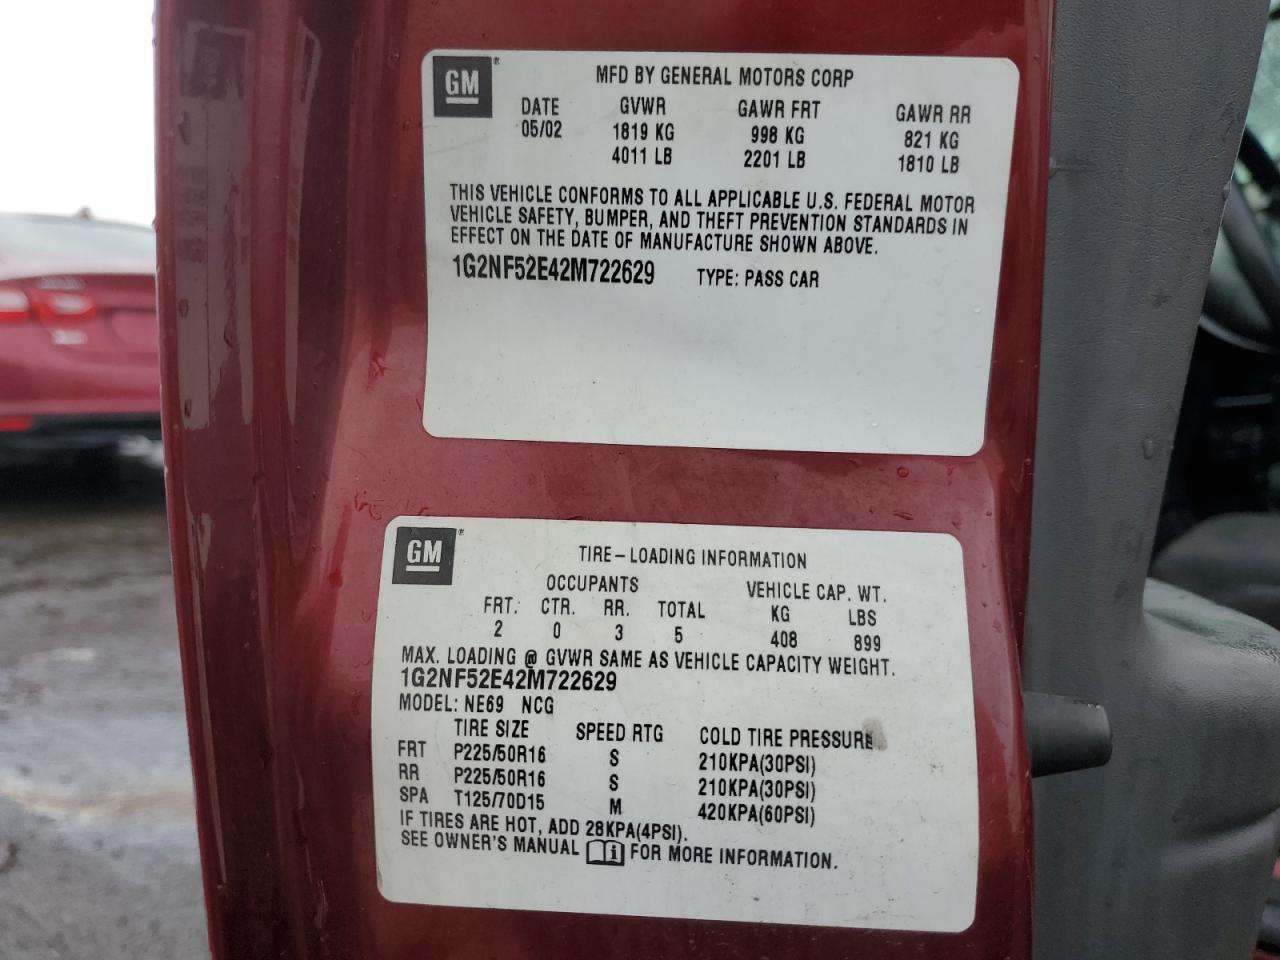 GM®
MFD BY GENERAL MOTORS CORP
DATE GVWR GAWR FRT GAWR RR
05/02 1819 KG 998 KG 821 KG
4011 LB 2201 LB 1810 LB
THIS VEHICLE CONFORMS TO ALL APPLICABLE U.S. FEDERAL MOTOR
VEHICLE SAFETY, BUMPER, AND THEFT PREVENTION STANDARDS IN
EFFECT ON THE DATE OF MANUFACTURE SHOWN ABOVE.
1G2NF52E42M722629 TYPE: PASS CAR
GM®
TIRE-LOADING INFORMATION
OCCUPANTS VEHICLE CAP. WT.
FRT. CTR. RR. TOTAL KG LBS
2 0 3 5 408 899
MAX. LOADING @ GVWR SAME AS VEHICLE CAPACITY WEIGHT.
1G2NF52E42M722629
MODEL: NE69 NCG
TIRE SIZE SPEED RTG COLD TIRE PRESSURE
FRT P225/50R16 S 210KPA(30PSI)
RR P225/50R16 S 210KPA(30PSI)
SPA T125/70D15 M 420KPA(60PSI)
IF TIRES ARE HOT, ADD 28KPA(4PSI).
SEE OWNER'S MANUAL i FOR MORE INFORMATION.